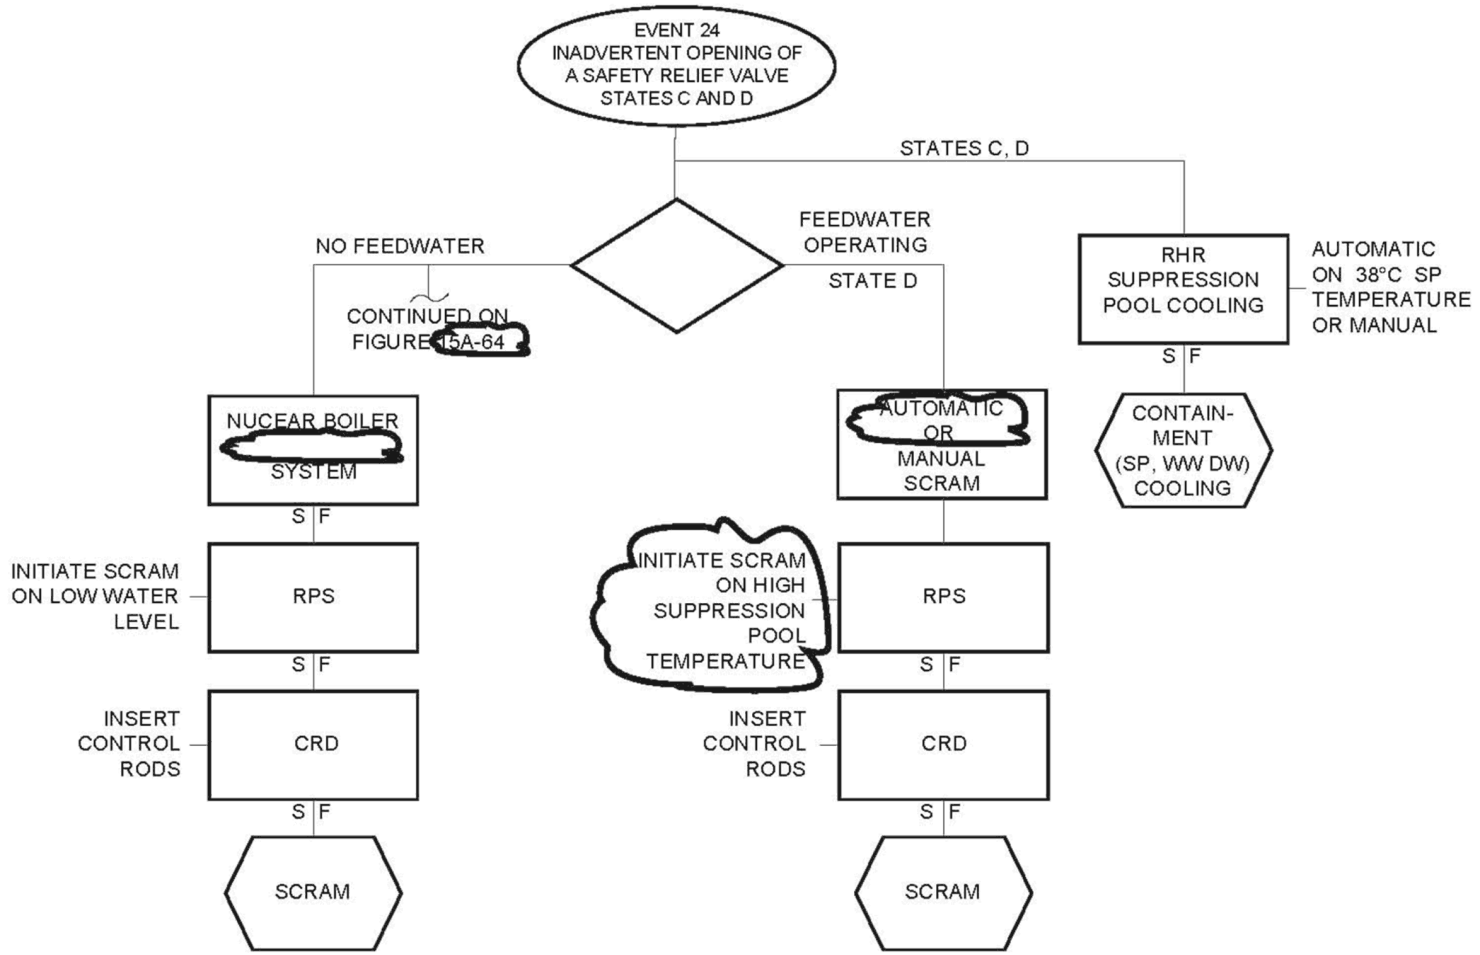 EVENT 24
INADVERTENT OPENING OF
A SAFETY RELIEF VALVE
STATES C AND D
STATES C, D
NO FEEDWATER
FEEDWATER
OPERATING
STATE D
CONTINUED ON
FIGURE 15A-64
RHR
SUPPRESSION
POOL COOLING
AUTOMATIC
ON 38°C SP
TEMPERATURE
OR MANUAL
S F
CONTAIN-
MENT
(SP, WW DW)
COOLING
NUCEAR BOILER
SYSTEM
S F
INITIATE SCRAM
ON LOW WATER
LEVEL
RPS
S F
INSERT
CONTROL
RODS
CRD
S F
SCRAM
AUTOMATIC
OR
MANUAL
SCRAM
INITIATE SCRAM
ON HIGH
SUPPRESSION
POOL
TEMPERATURE
RPS
S F
INSERT
CONTROL
RODS
CRD
S F
SCRAM